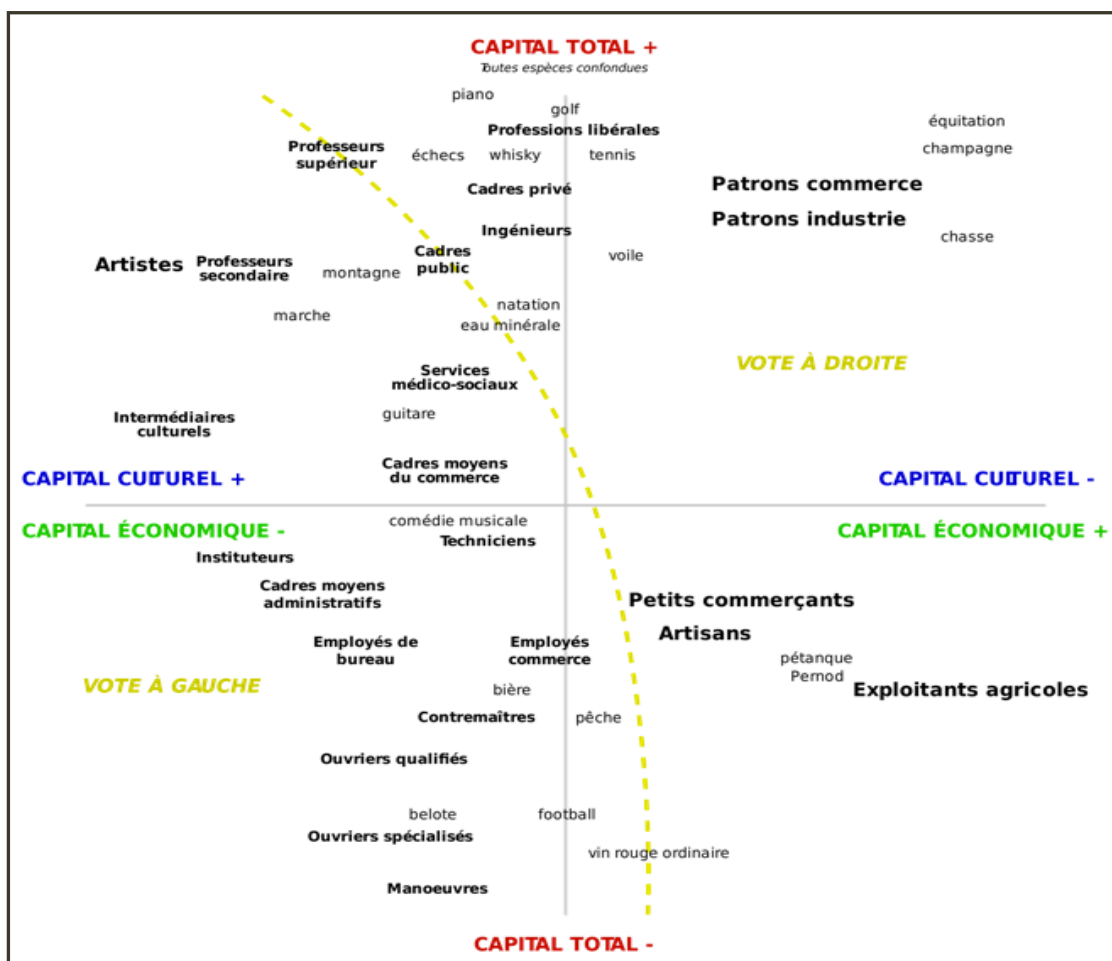 CAPITAL TOTAL +
Toutes espèces confondues
piano
golf
équitation
Professions libérales
Professeurs
supérieur
échecs
whisky
tennis
champagne
Cadres privé
Patrons commerce
Patrons industrie
Ingénieurs
chasse
Cadres
public
voile
Artistes
Professeurs
secondaire
montagne
natation
marche
eau minérale
VOTE À DROITE
Services
médico-sociaux
guitare
Intermédiaires
culturels
Cadres moyens
du commerce
CAPITAL CULTUREL +
CAPITAL CULTUREL -
CAPITAL ÉCONOMIQUE -
CAPITAL ÉCONOMIQUE +
comédie musicale
Techniciens
Instituteurs
Cadres moyens
administratifs
Petits commerçants
Artisans
Employés de
bureau
Employés
commerce
pétanque
Pernod
VOTE À GAUCHE
bière
Exploitants agricoles
Contremaîtres
pêche
Ouvriers qualifiés
belote
football
Ouvriers spécialisés
vin rouge ordinaire
Manoeuvres
CAPITAL TOTAL -